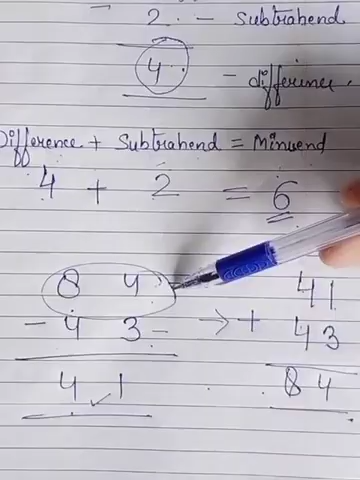 2 - Subtrahend
4 - difference
Difference + Subtrahend = Minuend
4 + 2 = 6
8 4 41
- 4 3 - → + 43
4 1 84